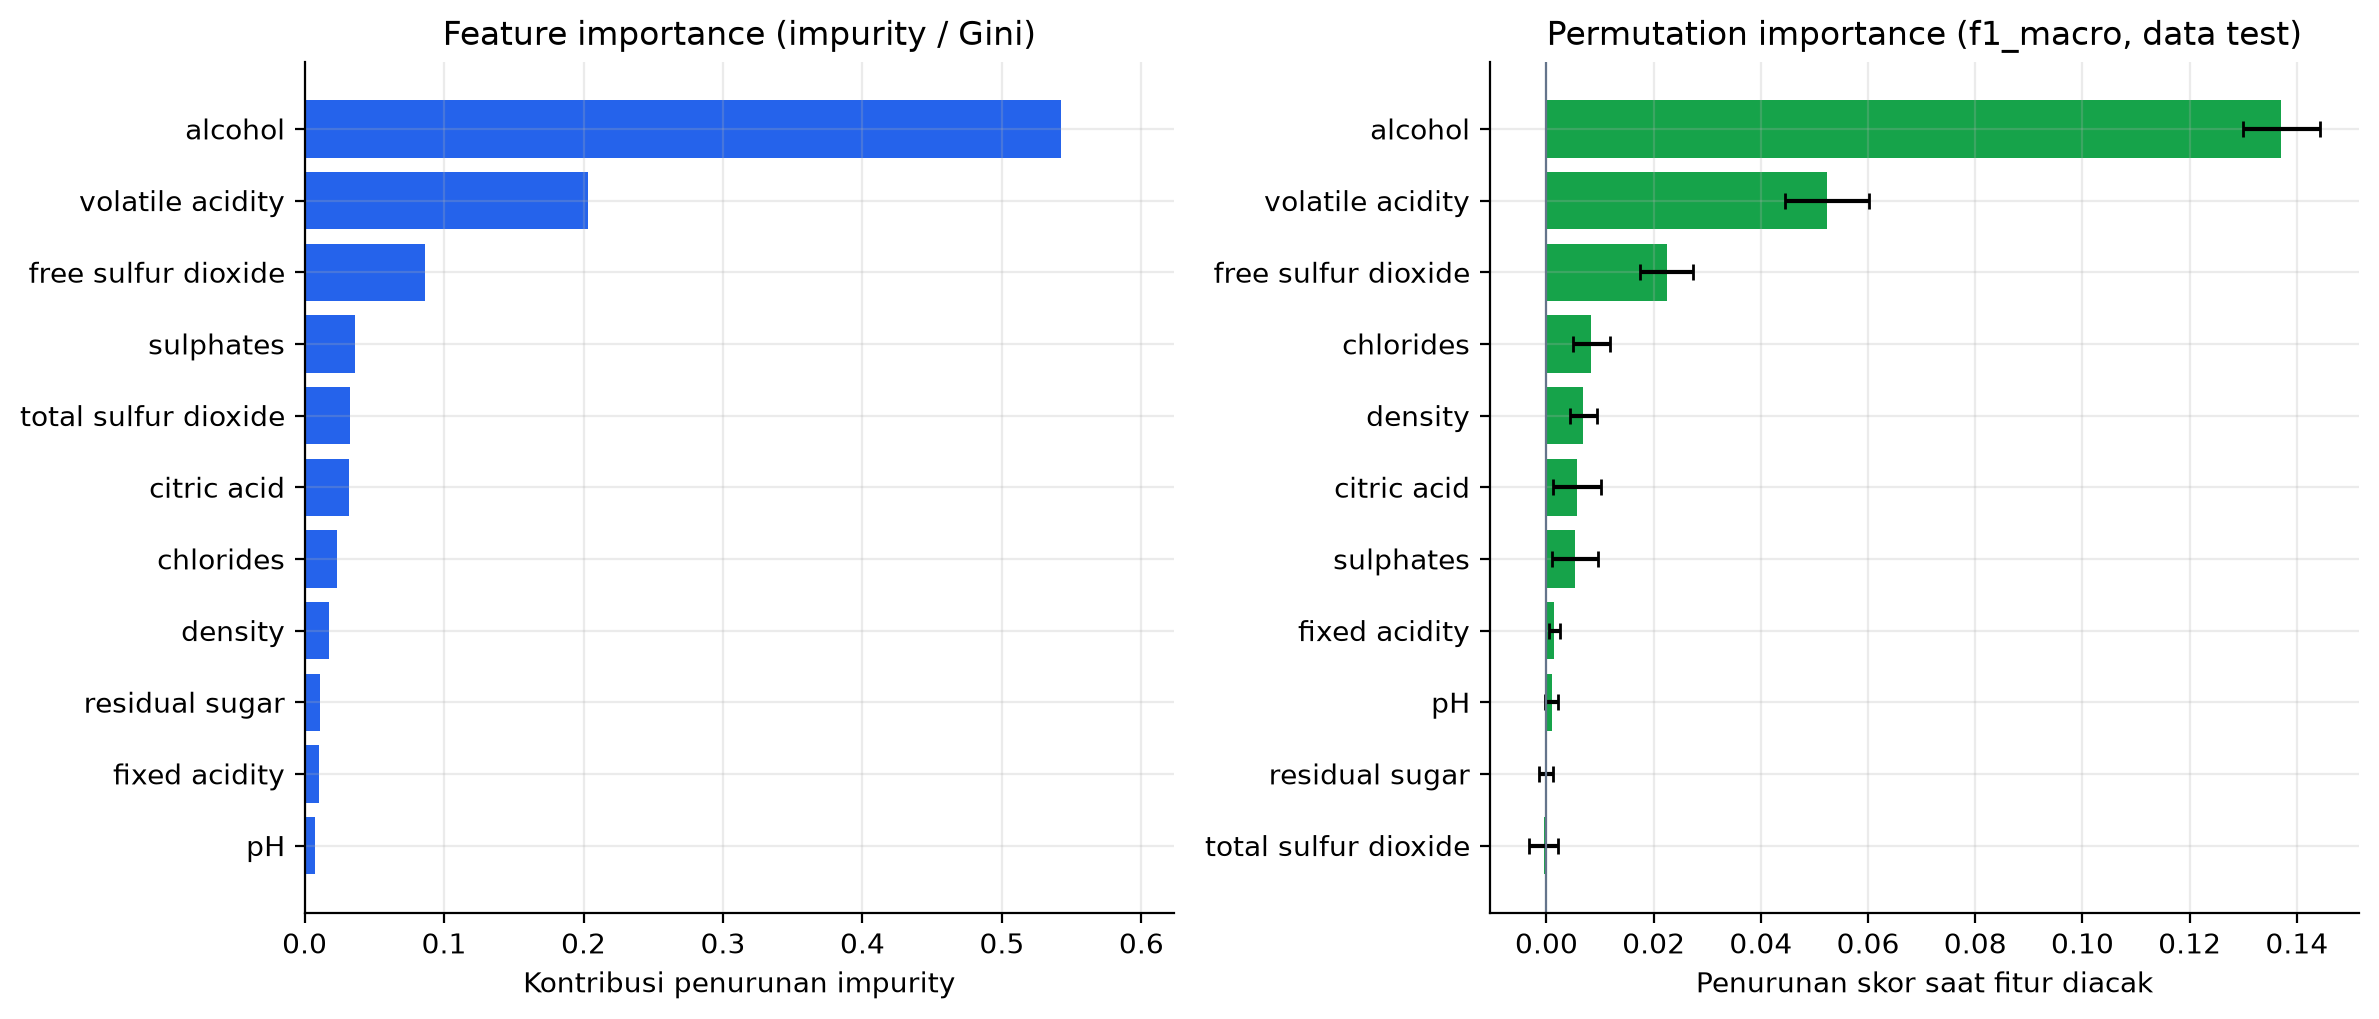 Feature importance (impurity / Gini)
alcohol
volatile acidity
free sulfur dioxide
sulphates
total sulfur dioxide
citric acid
chlorides
density
residual sugar
fixed acidity
pH
0.0 0.1 0.2 0.3 0.4 0.5 0.6
Kontribusi penurunan impurity
Permutation importance (f1_macro, data test)
alcohol
volatile acidity
free sulfur dioxide
chlorides
density
citric acid
sulphates
fixed acidity
pH
residual sugar
total sulfur dioxide
0.00 0.02 0.04 0.06 0.08 0.10 0.12 0.14
Penurunan skor saat fitur diacak